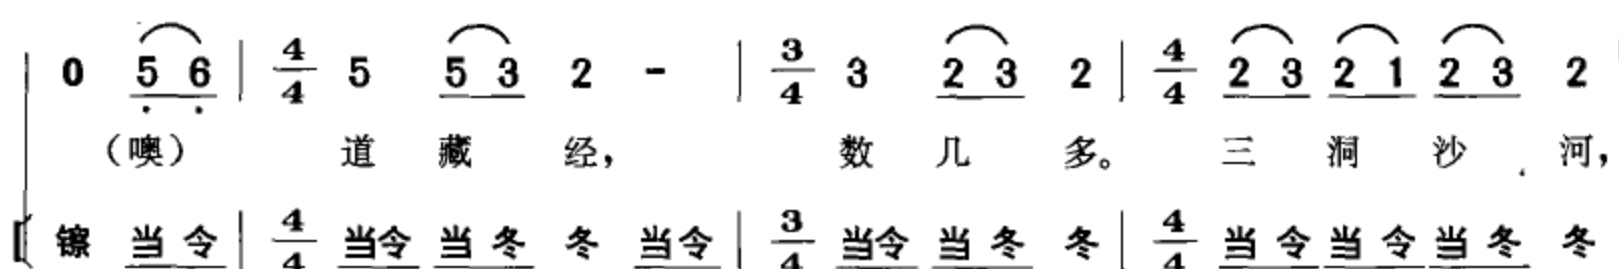 0 5 6 | 4/4 5 5 3 2 - | 3/4 3 2 3 2 | 4/4 2 3 2 1 2 3 2
（噢） 道 藏 经， 数 几 多。 三 洞 沙 河，
镲 当 令 | 4/4 当令 当 冬 冬 当令 | 3/4 当令 当 冬 冬 | 4/4 当 令 当 令 当 冬 冬